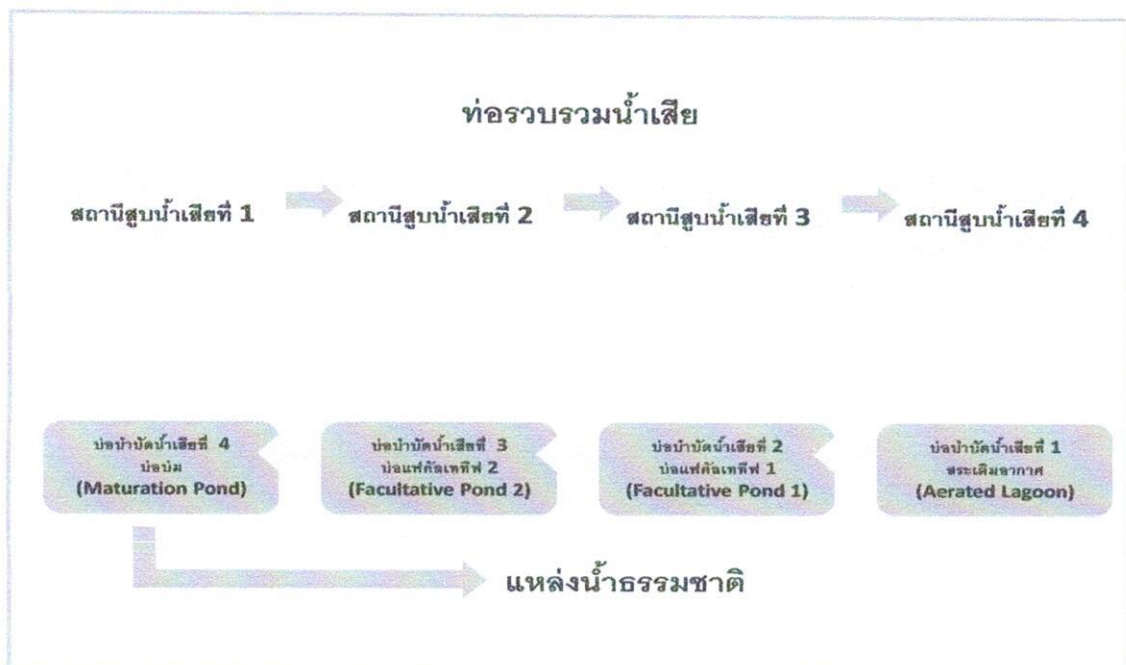 ท่อรวบรวมน้ำเสีย
สถานีสูบน้ำเสียที่ 1
สถานีสูบน้ำเสียที่ 2
สถานีสูบน้ำเสียที่ 3
สถานีสูบน้ำเสียที่ 4
บ่อบำบัดน้ำเสียที่ 4
บ่อบ่ม
(Maturation Pond)
บ่อบำบัดน้ำเสียที่ 3
บ่อแฟคัลเททีฟ 2
(Facultative Pond 2)
บ่อบำบัดน้ำเสียที่ 2
บ่อแฟคัลเททีฟ 1
(Facultative Pond 1)
บ่อบำบัดน้ำเสียที่ 1
สระเติมอากาศ
(Aerated Lagoon)
แหล่งน้ำธรรมชาติ